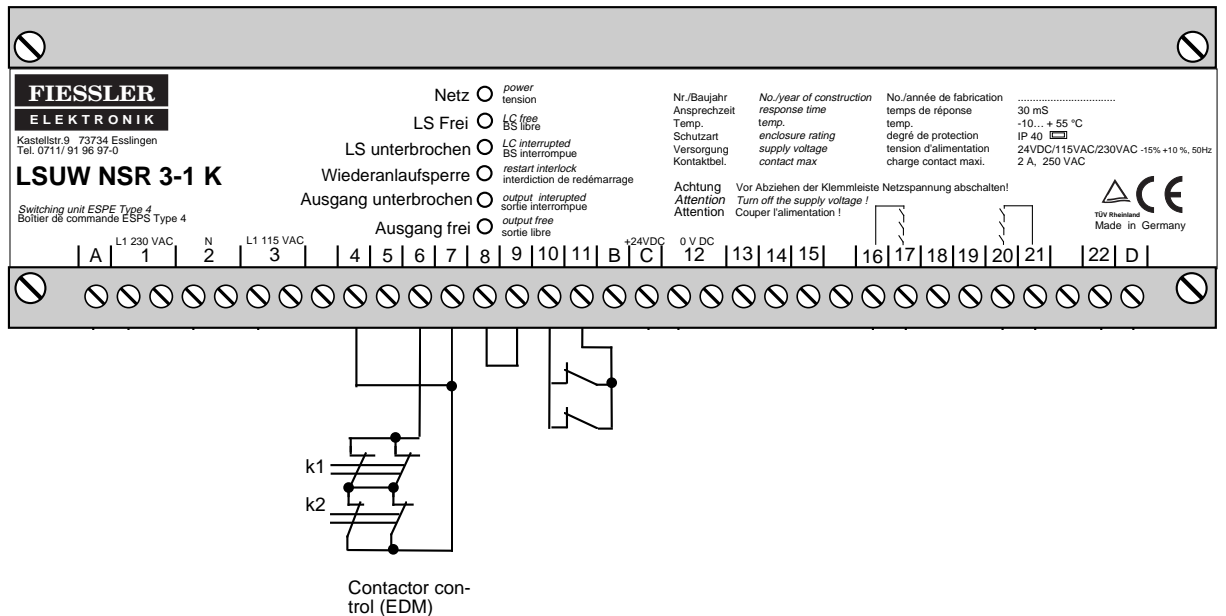 FIESSLER
ELEKTRONIK
Kastellstr.9 73734 Esslingen
Tel. 0711/ 91 96 97-0
LSUW NSR 3-1 K
Switching unit ESPE Type 4
Boîtier de commande ESPS Type 4
Netz power
tension
LS Frei LC free
BS libre
LS unterbrochen LC interrupted
BS interrompue
Wiederanlaufsperre restart interlock
interdiction de redémarrage
Ausgang unterbrochen output interupted
sortie interrompue
Ausgang frei output free
sortie libre
Nr./Baujahr No./year of construction No./année de fabrication ................................
Ansprechzeit response time temps de réponse 30 mS
Temp. temp. temp. -10... + 55 °C
Schutzart enclosure rating degré de protection IP 40
Versorgung supply voltage tension d'alimentation 24VDC/115VAC/230VAC -15% +10 %, 50Hz
Kontaktbel. contact max charge contact maxi. 2 A, 250 VAC
Achtung Vor Abziehen der Klemmleiste Netzspannung abschalten!
Attention Turn off the supply voltage !
Attention Couper l'alimentation !
TÜV Rheinland
CE
Made in Germany
L1 230 VAC N L1 115 VAC +24VDC 0 V DC
A 1 2 3 4 5 6 7 8 9 10 11 B C 12 13 14 15 16 17 18 19 20 21 22 D
k1
k2
Contactor con-
trol (EDM)